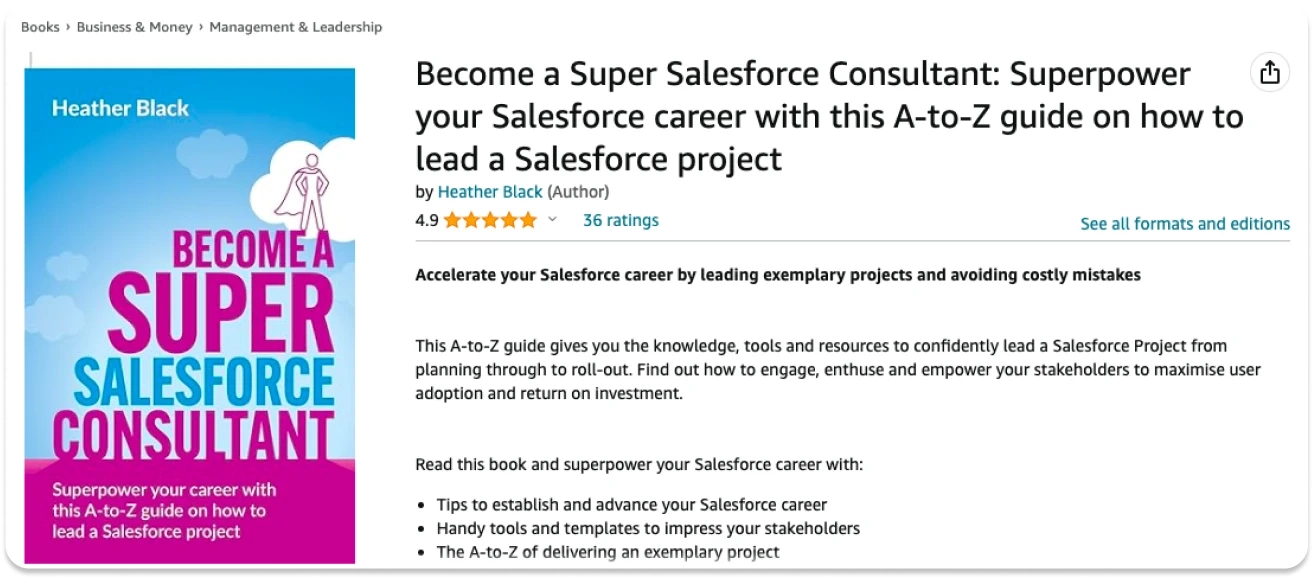 Books › Business & Money › Management & Leadership
Heather Black
BECOME A
SUPER
SALESFORCE
CONSULTANT
Superpower your career with
this A-to-Z guide on how to
lead a Salesforce project
Become a Super Salesforce Consultant: Superpower
your Salesforce career with this A-to-Z guide on how to
lead a Salesforce project
by Heather Black (Author)
4.9 36 ratings
See all formats and editions
Accelerate your Salesforce career by leading exemplary projects and avoiding costly mistakes
This A-to-Z guide gives you the knowledge, tools and resources to confidently lead a Salesforce Project from
planning through to roll-out. Find out how to engage, enthuse and empower your stakeholders to maximise user
adoption and return on investment.
Read this book and superpower your Salesforce career with:
• Tips to establish and advance your Salesforce career
• Handy tools and templates to impress your stakeholders
• The A-to-Z of delivering an exemplary project